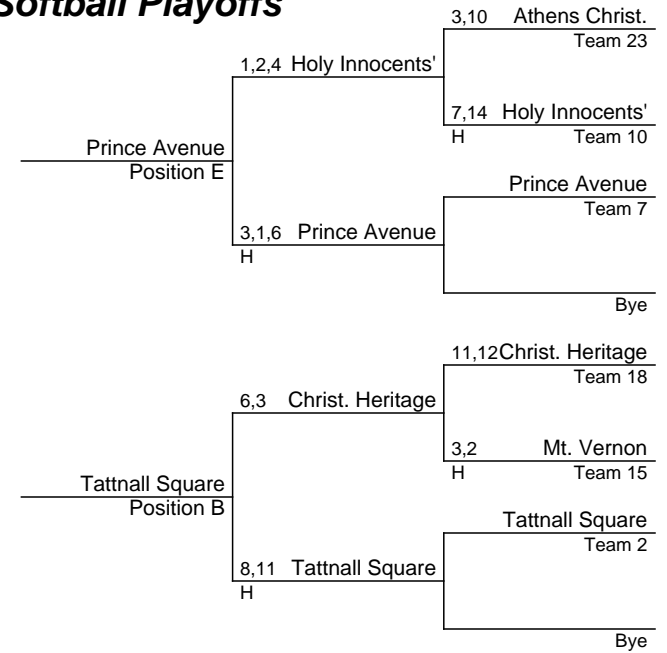 Softball Playoffs
3,10 Athens Christ.
Team 23
1,2,4 Holy Innocents'
7,14 Holy Innocents'
H Team 10
Prince Avenue
Position E
Prince Avenue
Team 7
3,1,6 Prince Avenue
H
Bye
11,12Christ. Heritage
Team 18
6,3 Christ. Heritage
3,2 Mt. Vernon
H Team 15
Tattnall Square
Position B
Tattnall Square
Team 2
8,11 Tattnall Square
H
Bye